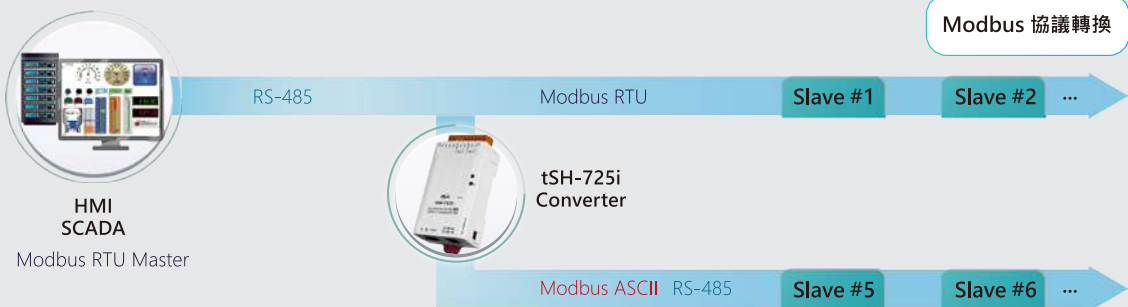 Modbus 協議轉換
RS-485
Modbus RTU
Slave #1
Slave #2
...
tSH-725i
Converter
HMI
SCADA
Modbus RTU Master
Modbus ASCII RS-485
Slave #5
Slave #6
...